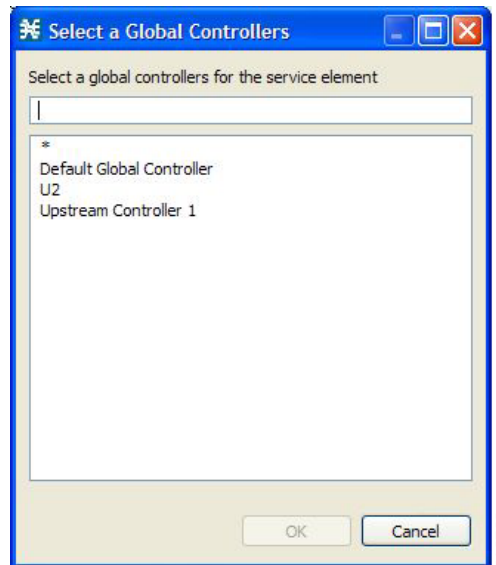 Select a Global Controllers
Select a global controllers for the service element
*
Default Global Controller
U2
Upstream Controller 1
OK
Cancel